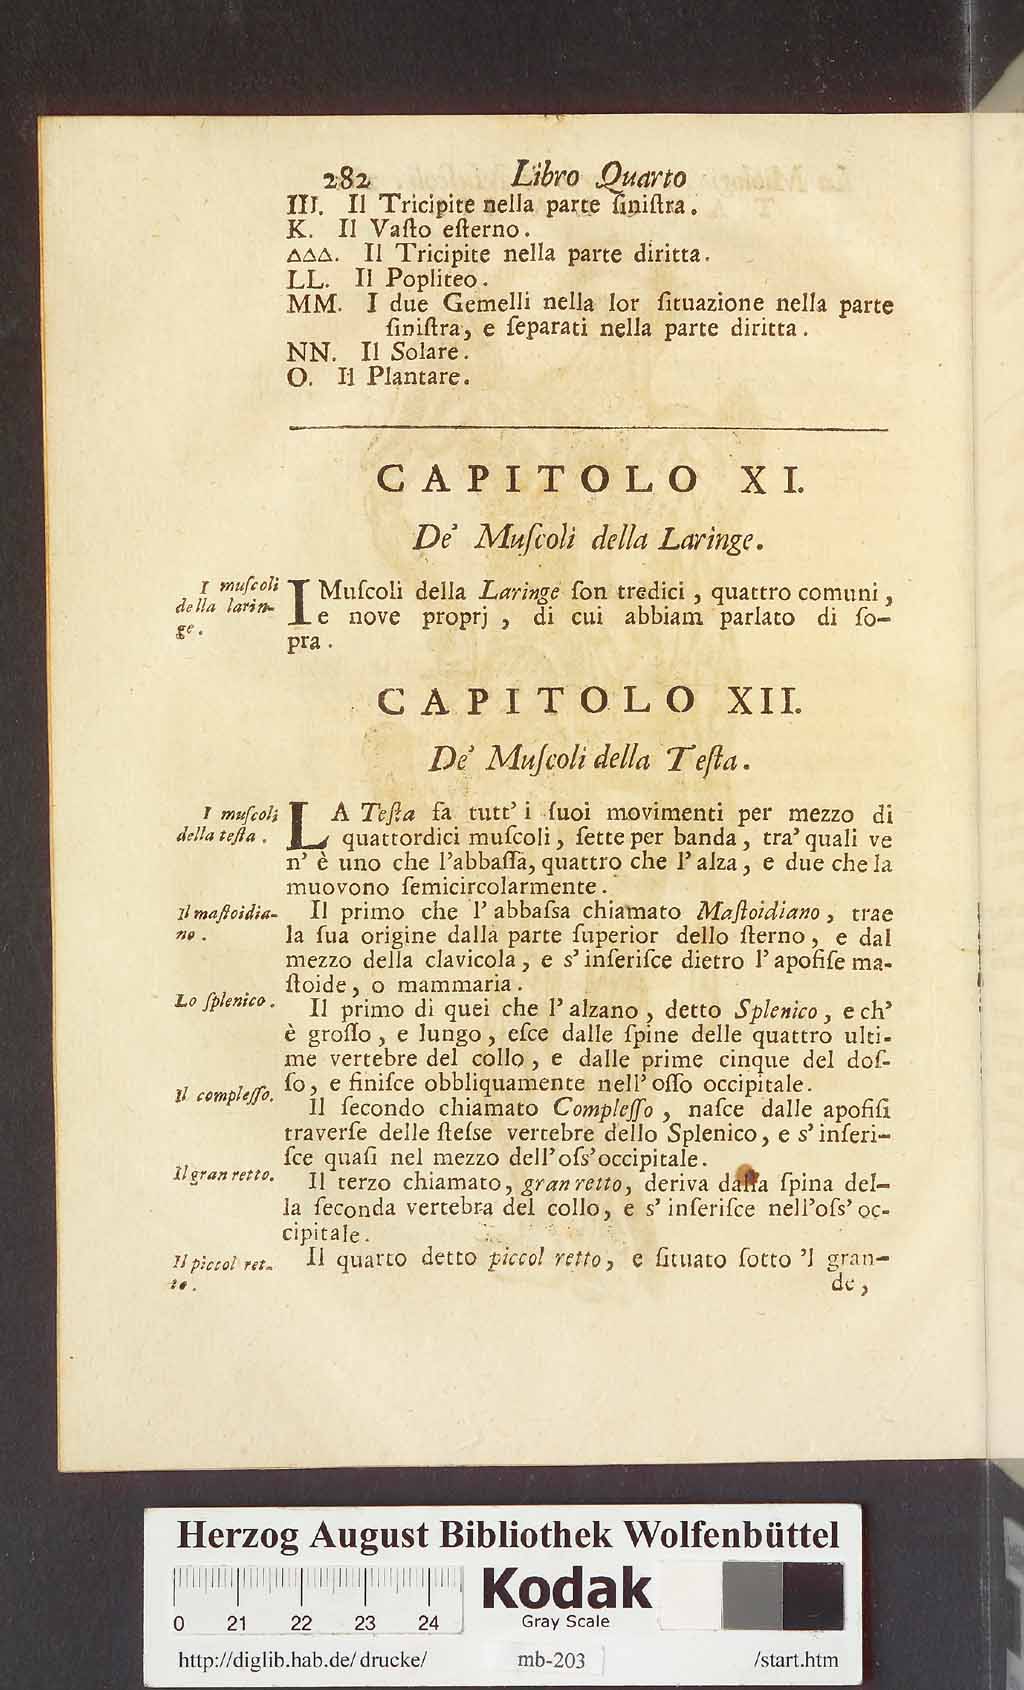 282 Libro Quarto
III. Il Tricipite nella parte ſiniſtra.
K. Il Vaſto eſterno.
ΔΔΔ. Il Tricipite nella parte diritta.
LL. Il Popliteo.
MM. I due Gemelli nella lor ſituazione nella parte
ſiniſtra, e ſeparati nella parte diritta.
NN. Il Solare.
O. Il Plantare.
CAPITOLO XI.
De' Muſcoli della Laringe.
I muſcoli
della larin-
ge.
I Muſcoli della Laringe ſon tredici, quattro comuni,
e nove proprj, di cui abbiam parlato di ſo-
pra.
CAPITOLO XII.
De' Muſcoli della Teſta.
I muſcoli
della teſta.
LA Teſta fa tutt' i ſuoi movimenti per mezzo di
quattordici muſcoli, ſette per banda, tra' quali ve
n' è uno che l'abbaſſa, quattro che l'alza, e due che la
muovono ſemicircolarmente.
Il maſtoidia-
no.
Il primo che l' abbaſsa chiamato Maſtoidiano, trae
la ſua origine dalla parte ſuperior dello ſterno, e dal
mezzo della clavicola, e s' inſeriſce dietro l' apofiſe ma-
ſtoide, o mammaria.
Lo ſplenico.
Il primo di quei che l' alzano, detto Splenico, e ch'
è groſſo, e lungo, eſce dalle ſpine delle quattro ulti-
me vertebre del collo, e dalle prime cinque del doſ-
ſo, e finiſce obbliquamente nell' oſſo occipitale.
Il compleſſo.
Il ſecondo chiamato Compleſſo, naſce dalle apofiſi
traverſe delle ſteſse vertebre dello Splenico, e s' inſeri-
ſce quaſi nel mezzo dell' oſs' occipitale.
Il gran retto.
Il terzo chiamato, gran retto, deriva dalla ſpina del-
la ſeconda vertebra del collo, e s' inſeriſce nell' oſs' oc-
cipitale.
Il piccol ret-
to.
Il quarto detto piccol retto, e ſituato ſotto 'l gran-
de,
Herzog August Bibliothek Wolfenbüttel
0 21 22 23 24
Kodak
Gray Scale
http://diglib.hab.de/drucke/ mb-203 /start.htm